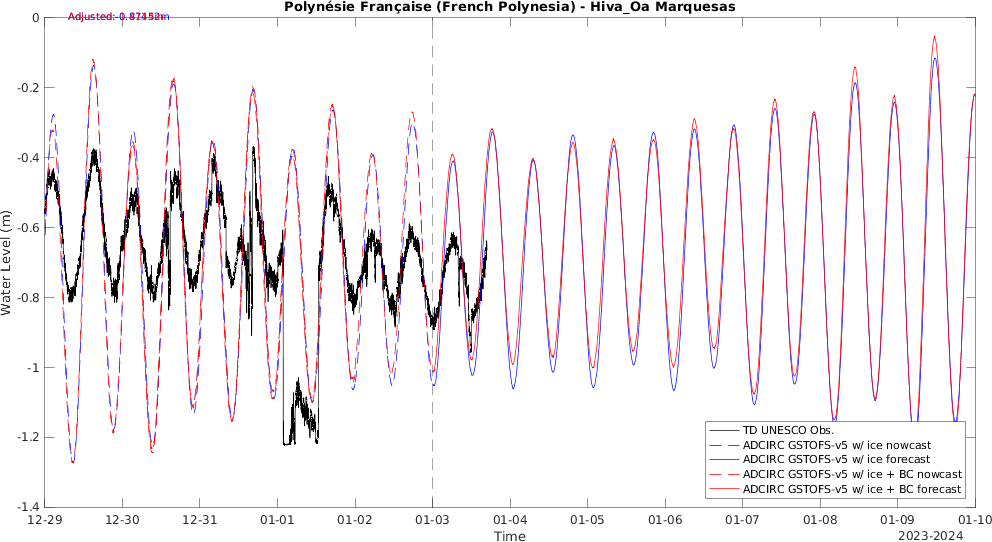 Polynésie Française (French Polynesia) - Hiva_Oa Marquesas
Adjusted:
0
-0.2
-0.4
-0.6
-0.8
-1
-1.2
-1.4
Water Level (m)
TD UNESCO Obs.
ADCIRC GSTOFS-v5 w/ ice nowcast
ADCIRC GSTOFS-v5 w/ ice forecast
ADCIRC GSTOFS-v5 w/ ice + BC nowcast
ADCIRC GSTOFS-v5 w/ ice + BC forecast
12-29 12-30 12-31 01-01 01-02 01-03 01-04 01-05 01-06 01-07 01-08 01-09 01-10
Time
2023-2024